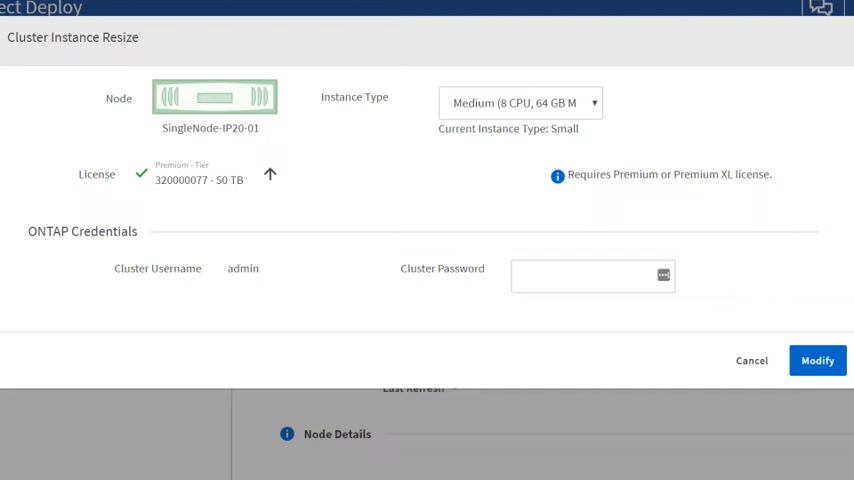 ect Deploy
Cluster Instance Resize
Node
SingleNode-IP20-01
Instance Type
Medium (8 CPU, 64 GB M
Current Instance Type: Small
License
Premium - Tier
320000077 - 50 TB
Requires Premium or Premium XL license.
ONTAP Credentials
Cluster Username
admin
Cluster Password
Cancel
Modify
Last Refresh
Node Details